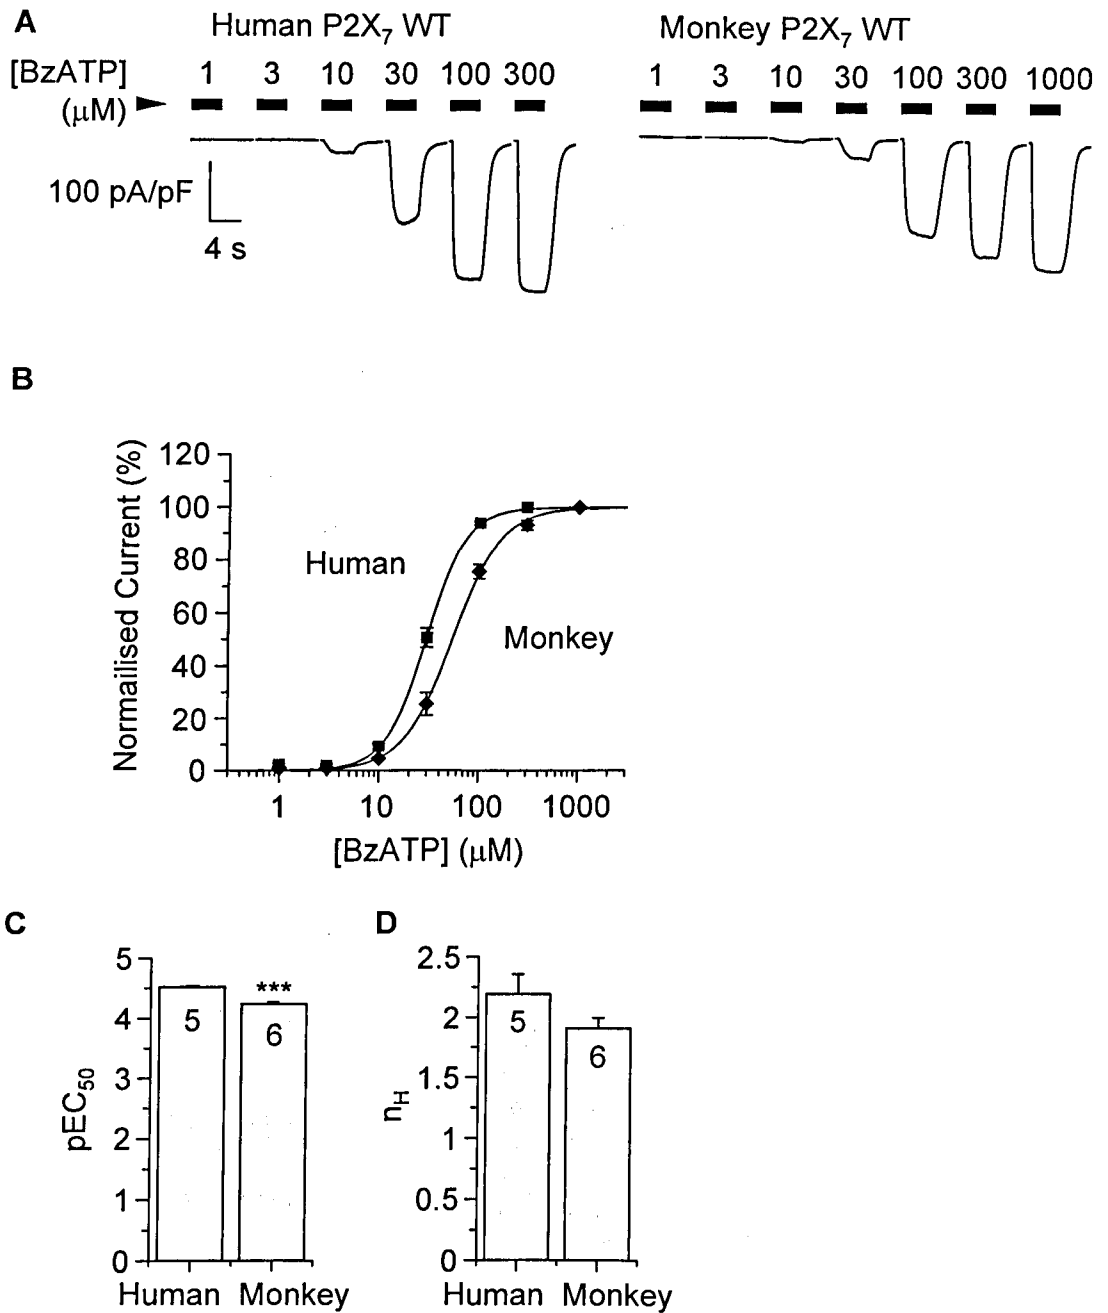 A
Human P2X7 WT
Monkey P2X7 WT
[BzATP] 1 3 10 30 100 300
1 3 10 30 100 300 1000
(μM)
100 pA/pF
4 s
B
Normailised Current (%)
120
100
80
60
40
20
0
Human
Monkey
1 10 100 1000
[BzATP] (μM)
C
pEC50
5
4
3
2
1
0
***
5
6
Human Monkey
D
nH
2.5
2
1.5
1
0.5
0
5
6
Human Monkey